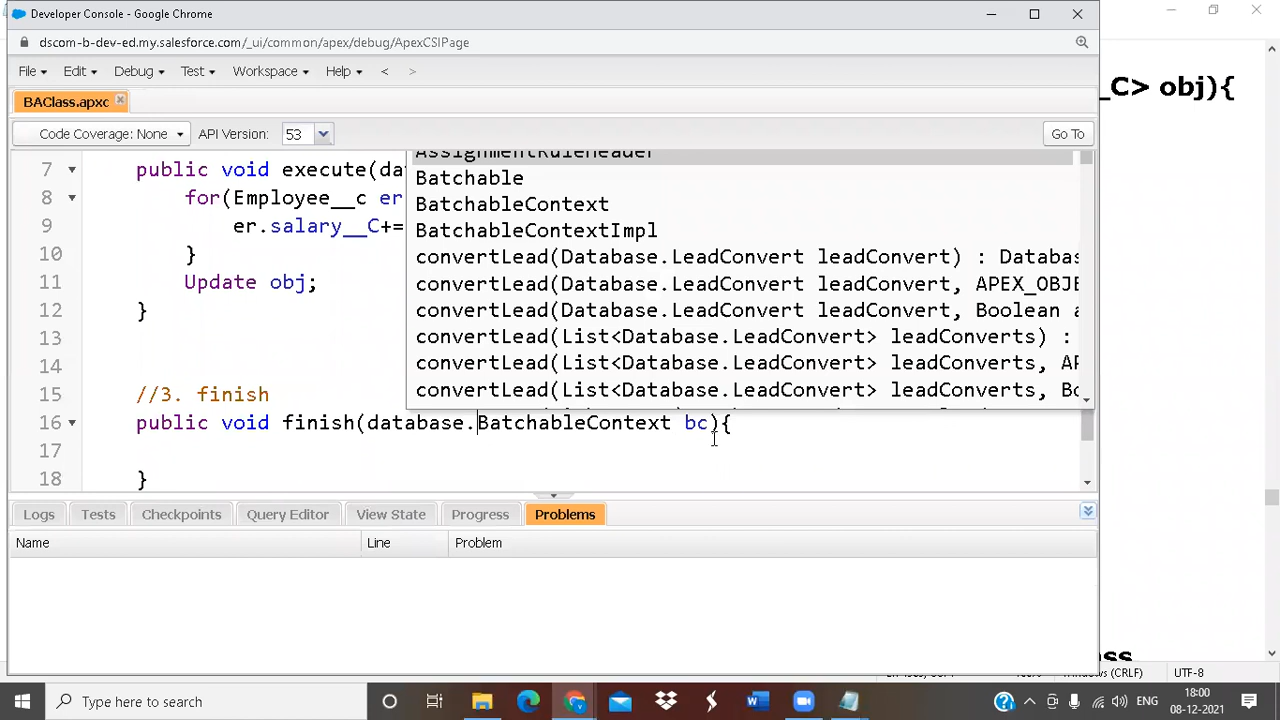 Developer Console - Google Chrome
dscom-b-dev-ed.my.salesforce.com/_ui/common/apex/debug/ApexCSIPage
File Edit Debug Test Workspace Help < >
BAClass.apxc
Code Coverage: None API Version: 53 Go To
_C> obj){
7 public void execute(da
8 for(Employee__c er
9 er.salary__C+=
10 }
11 Update obj;
12 }
13
14
15 //3. finish
16 public void finish(database.BatchableContext bc){
17
18 }
AssignmentRuleHeader
Batchable
BatchableContext
BatchableContextImpl
convertLead(Database.LeadConvert leadConvert) : Databas
convertLead(Database.LeadConvert leadConvert, APEX_OBJE
convertLead(Database.LeadConvert leadConvert, Boolean a
convertLead(List<Database.LeadConvert> leadConverts) :
convertLead(List<Database.LeadConvert> leadConverts, AP
convertLead(List<Database.LeadConvert> leadConverts, Bo
Logs Tests Checkpoints Query Editor View State Progress Problems
Name Line Problem
(CRLF) UTF-8
Type here to search
ENG
18:00
08-12-2021